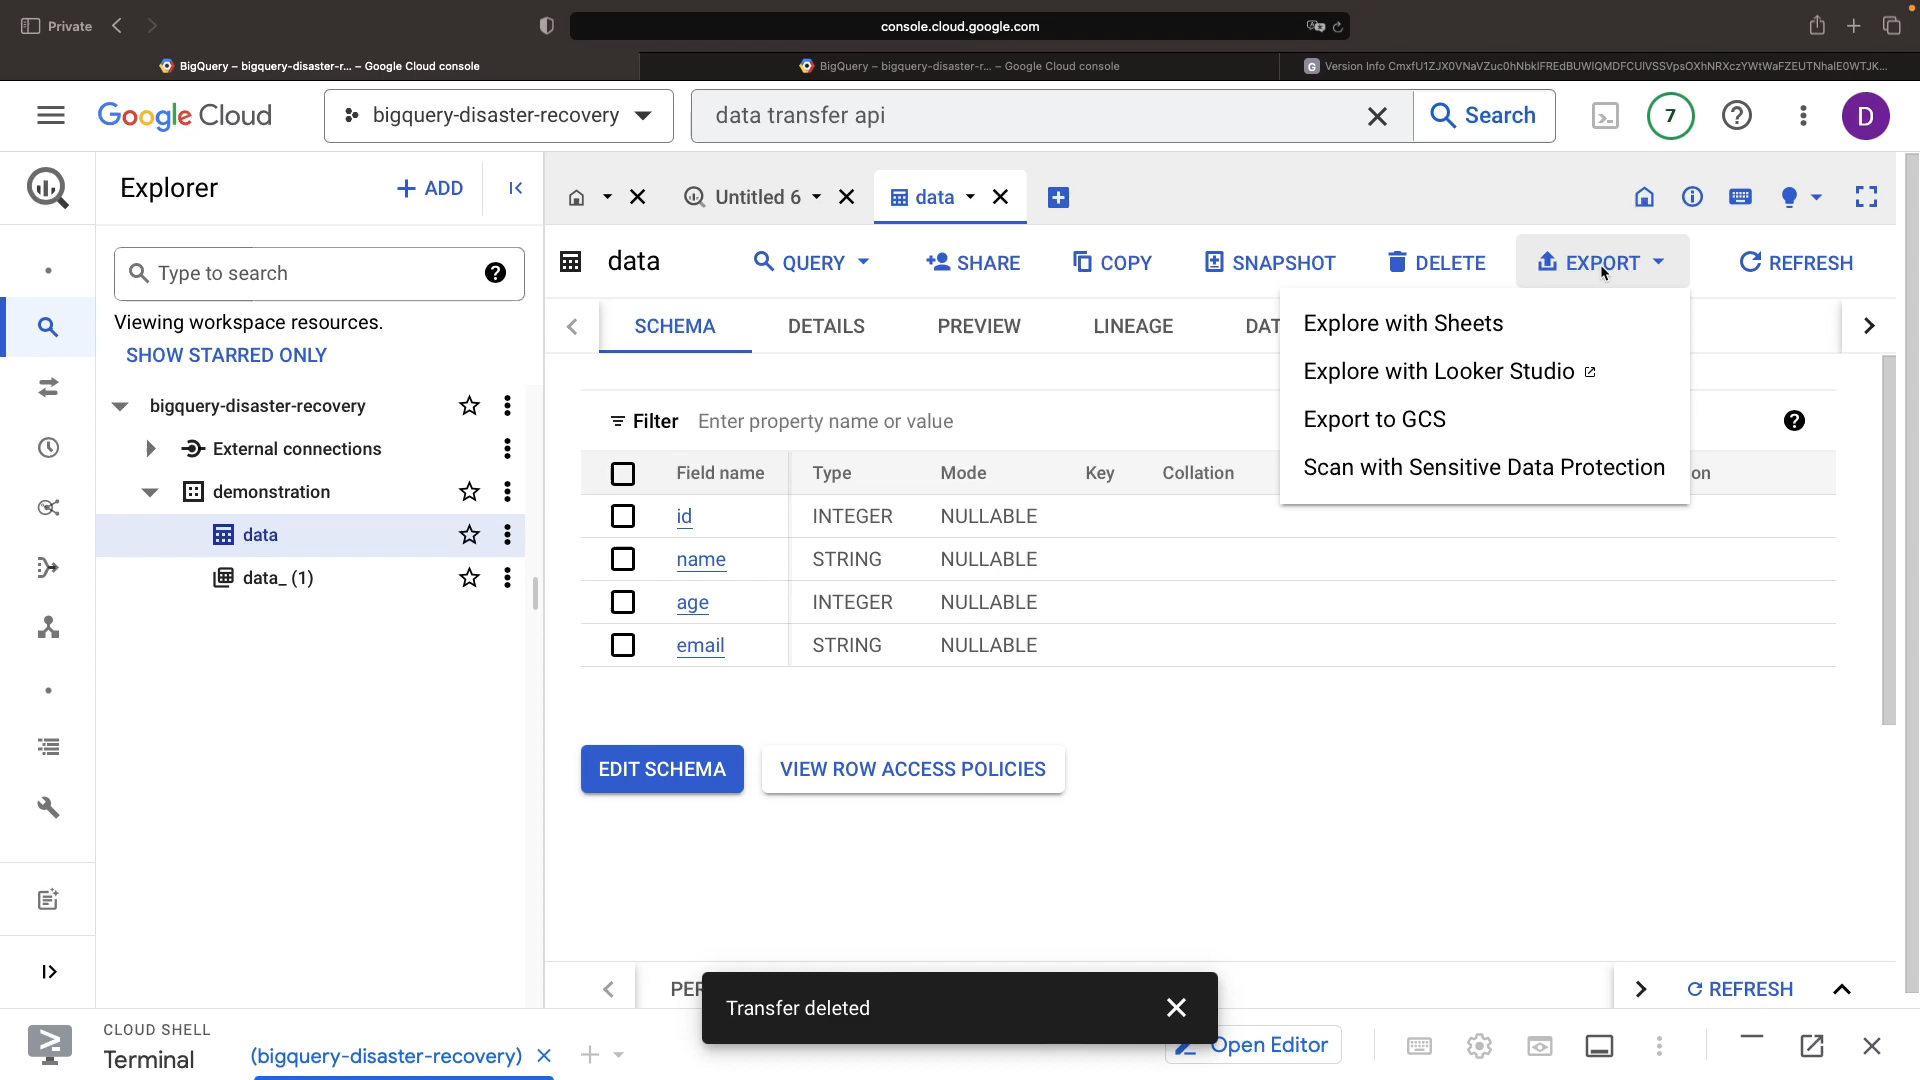 Private
console.cloud.google.com
BigQuery – bigquery-disaster-r... – Google Cloud console
BigQuery – bigquery-disaster-r... – Google Cloud console
Google Cloud
bigquery-disaster-recovery
data transfer api
Search
7
D
Explorer
+ ADD
Untitled 6
data
data
QUERY
SHARE
COPY
SNAPSHOT
DELETE
EXPORT
REFRESH
Type to search
Viewing workspace resources.
SHOW STARRED ONLY
SCHEMA
DETAILS
PREVIEW
LINEAGE
DAT
Explore with Sheets
Explore with Looker Studio
Export to GCS
Scan with Sensitive Data Protection
bigquery-disaster-recovery
External connections
demonstration
data
data_ (1)
Filter Enter property name or value
Field name Type Mode Key Collation on
id INTEGER NULLABLE
name STRING NULLABLE
age INTEGER NULLABLE
email STRING NULLABLE
EDIT SCHEMA
VIEW ROW ACCESS POLICIES
PER
REFRESH
Transfer deleted
CLOUD SHELL
Terminal
(bigquery-disaster-recovery)
Open Editor